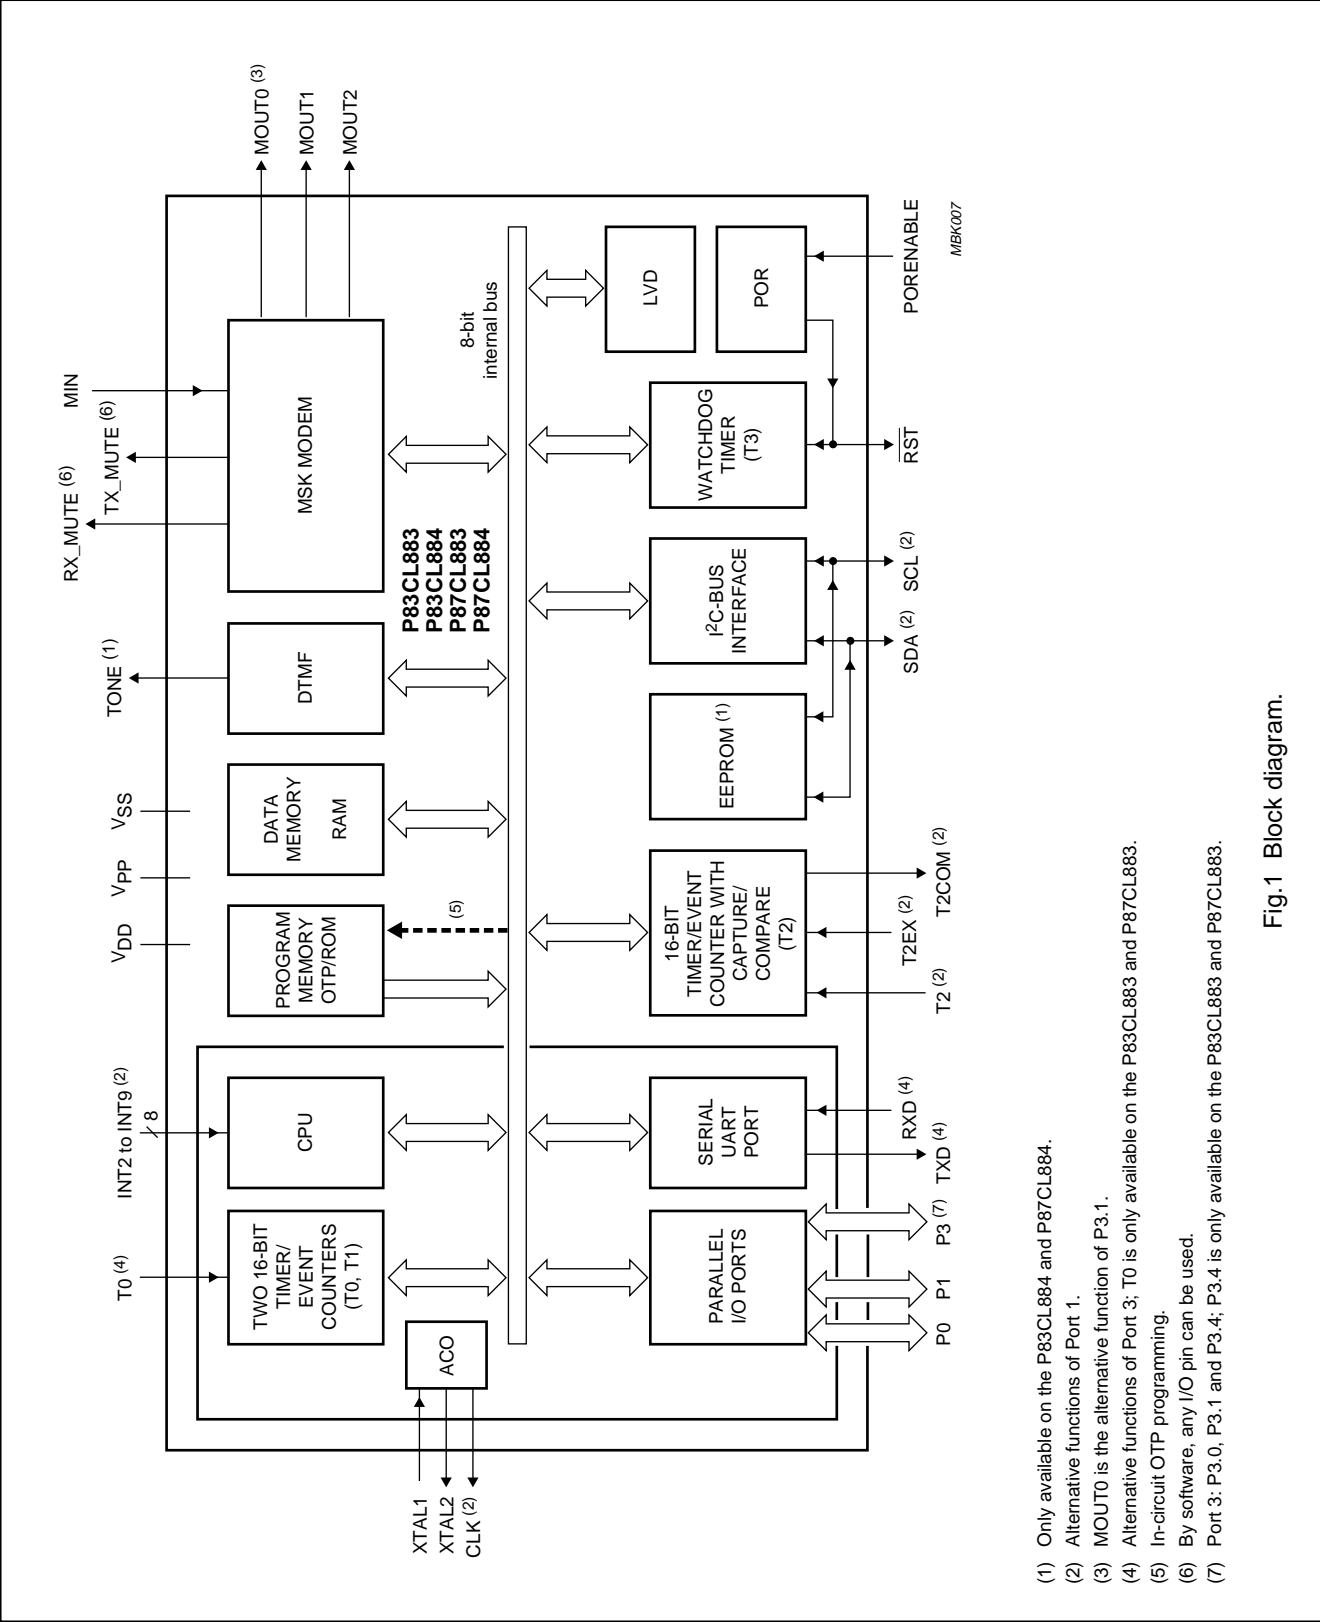 T0 (4)
INT2 to INT9 (2)
8
VDD
VPP
VSS
TONE (1)
RX_MUTE (6)
TX_MUTE (6)
MIN
MOUT0 (3)
MOUT1
MOUT2
TWO 16-BIT
TIMER/
EVENT
COUNTERS
(T0, T1)
CPU
PROGRAM
MEMORY
OTP/ROM
DATA
MEMORY
RAM
DTMF
MSK MODEM
XTAL1
XTAL2
CLK (2)
ACO
(5)
P83CL883
P83CL884
P87CL883
P87CL884
8-bit
internal bus
PARALLEL
I/O PORTS
SERIAL
UART
PORT
16-BIT
TIMER/EVENT
COUNTER WITH
CAPTURE/
COMPARE
(T2)
EEPROM (1)
I2C-BUS
INTERFACE
WATCHDOG
TIMER
(T3)
LVD
POR
P0
P1
P3 (7)
TXD (4)
RXD (4)
T2 (2)
T2EX (2)
T2COM (2)
SDA (2)
SCL (2)
RST
PORENABLE
MBK007
(1) Only available on the P83CL884 and P87CL884.
(2) Alternative functions of Port 1.
(3) MOUT0 is the alternative function of P3.1.
(4) Alternative functions of Port 3; T0 is only available on the P83CL883 and P87CL883.
(5) In-circuit OTP programming.
(6) By software, any I/O pin can be used.
(7) Port 3: P3.0, P3.1 and P3.4; P3.4 is only available on the P83CL883 and P87CL883.
Fig.1 Block diagram.